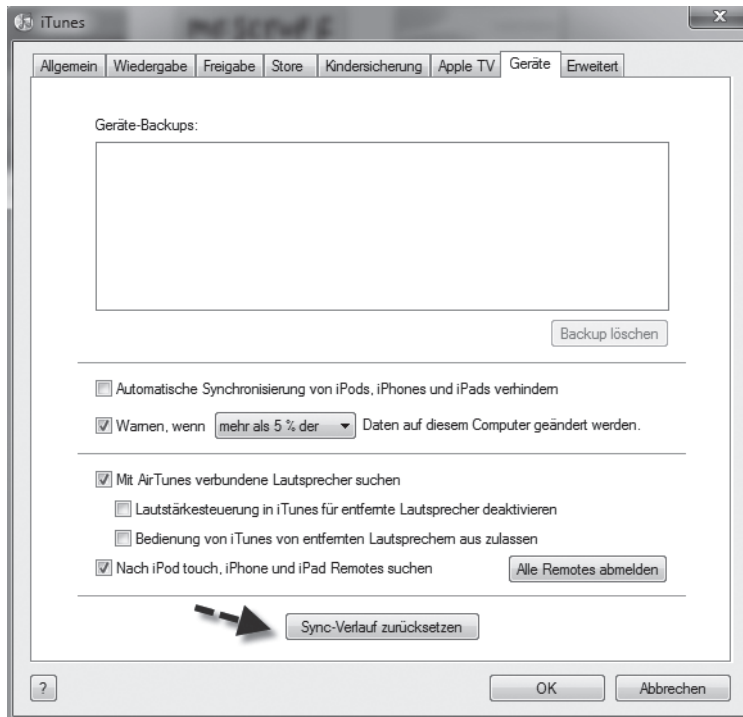 iTunes
Allgemein Wiedergabe Freigabe Store Kindersicherung Apple TV Geräte Erweitert
Geräte-Backups:
Backup löschen
Automatische Synchronisierung von iPods, iPhones und iPads verhindern
Warnen, wenn mehr als 5 % der Daten auf diesem Computer geändert werden.
Mit AirTunes verbundene Lautsprecher suchen
Lautstärkesteuerung in iTunes für entfernte Lautsprecher deaktivieren
Bedienung von iTunes von entfernten Lautsprechern aus zulassen
Nach iPod touch, iPhone und iPad Remotes suchen Alle Remotes abmelden
Sync-Verlauf zurücksetzen
? OK Abbrechen